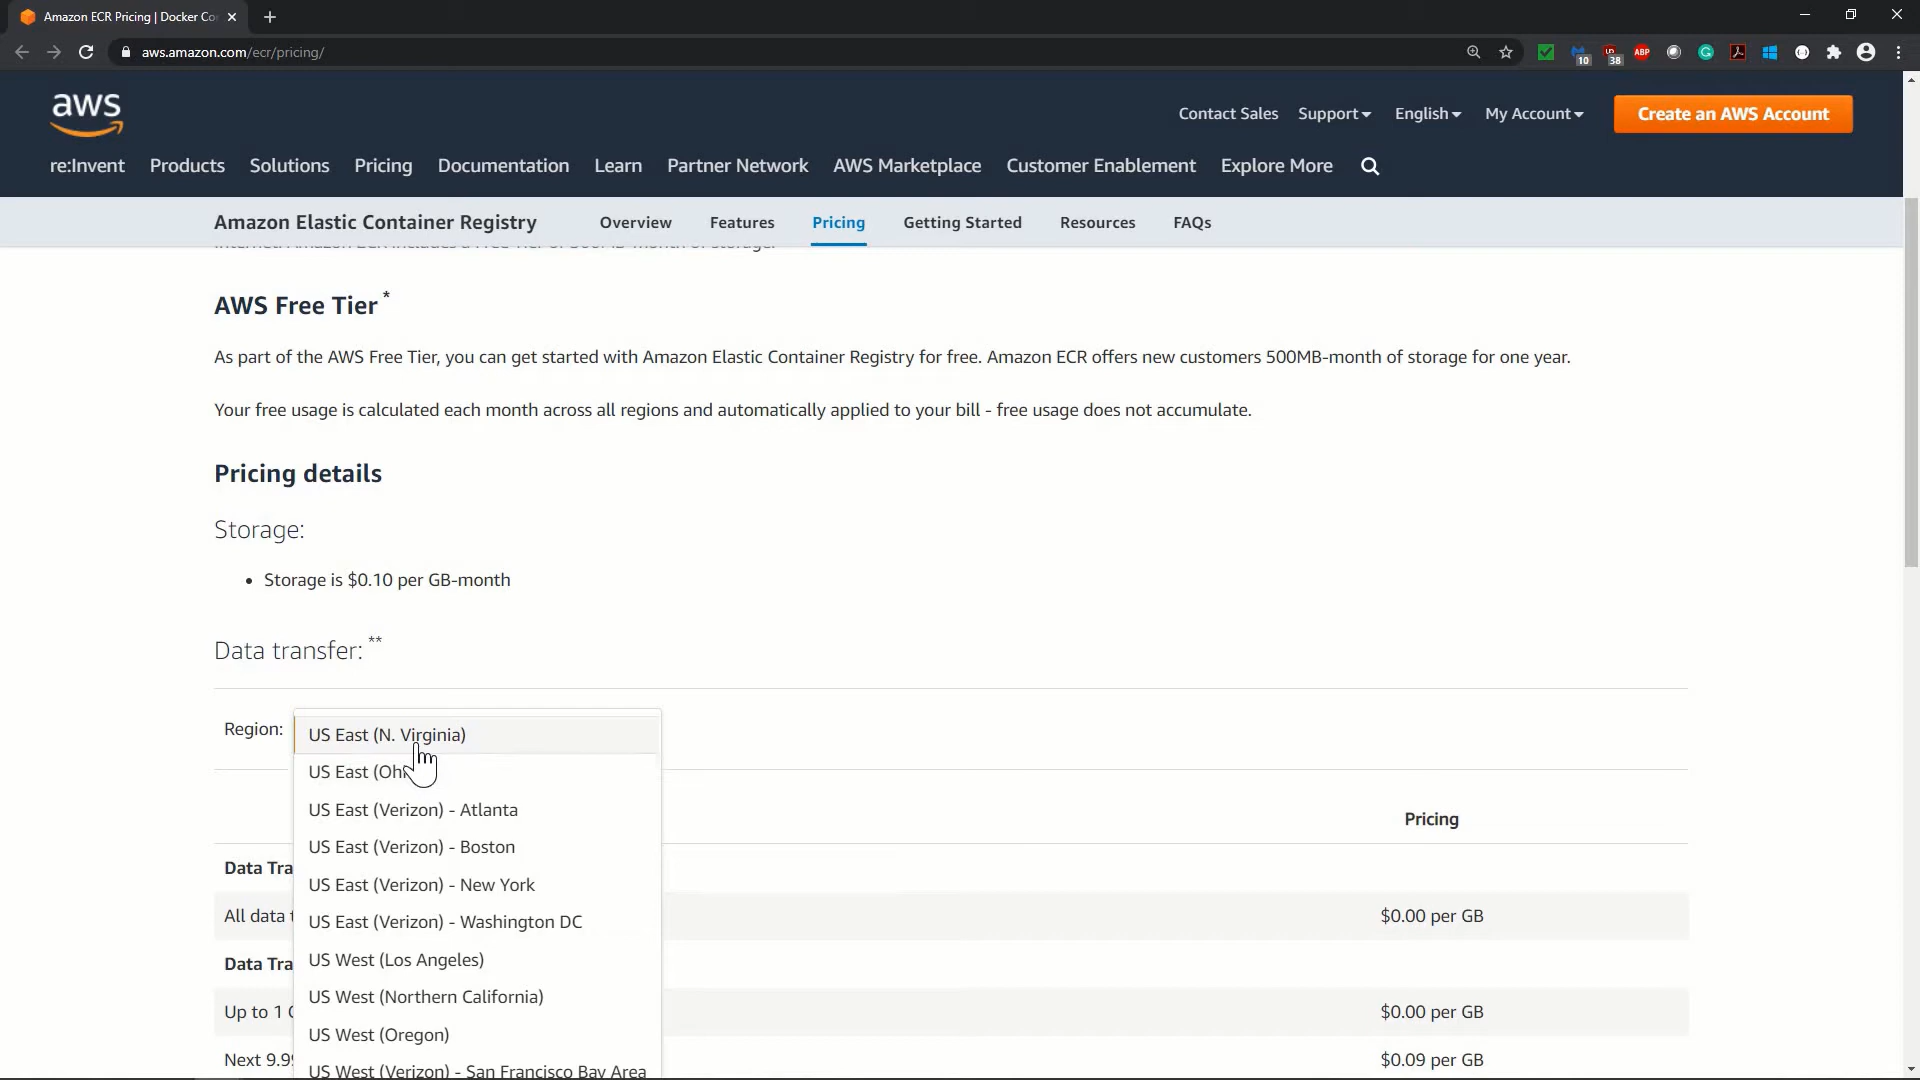 Amazon ECR Pricing | Docker Co
aws.amazon.com/ecr/pricing/
10
38
ABP
aws
Contact Sales Support English My Account Create an AWS Account
re:Invent Products Solutions Pricing Documentation Learn Partner Network AWS Marketplace Customer Enablement Explore More
Amazon Elastic Container Registry Overview Features Pricing Getting Started Resources FAQs
AWS Free Tier *
As part of the AWS Free Tier, you can get started with Amazon Elastic Container Registry for free. Amazon ECR offers new customers 500MB-month of storage for one year.
Your free usage is calculated each month across all regions and automatically applied to your bill - free usage does not accumulate.
Pricing details
Storage:
• Storage is $0.10 per GB-month
Data transfer: **
Region: US East (N. Virginia)
US East (Oh
US East (Verizon) - Atlanta
Pricing
US East (Verizon) - Boston
Data Tra
US East (Verizon) - New York
All data t
$0.00 per GB
US East (Verizon) - Washington DC
Data Tra
US West (Los Angeles)
US West (Northern California)
Up to 1
$0.00 per GB
US West (Oregon)
Next 9.9
$0.09 per GB
US West (Verizon) - San Francisco Bay Area